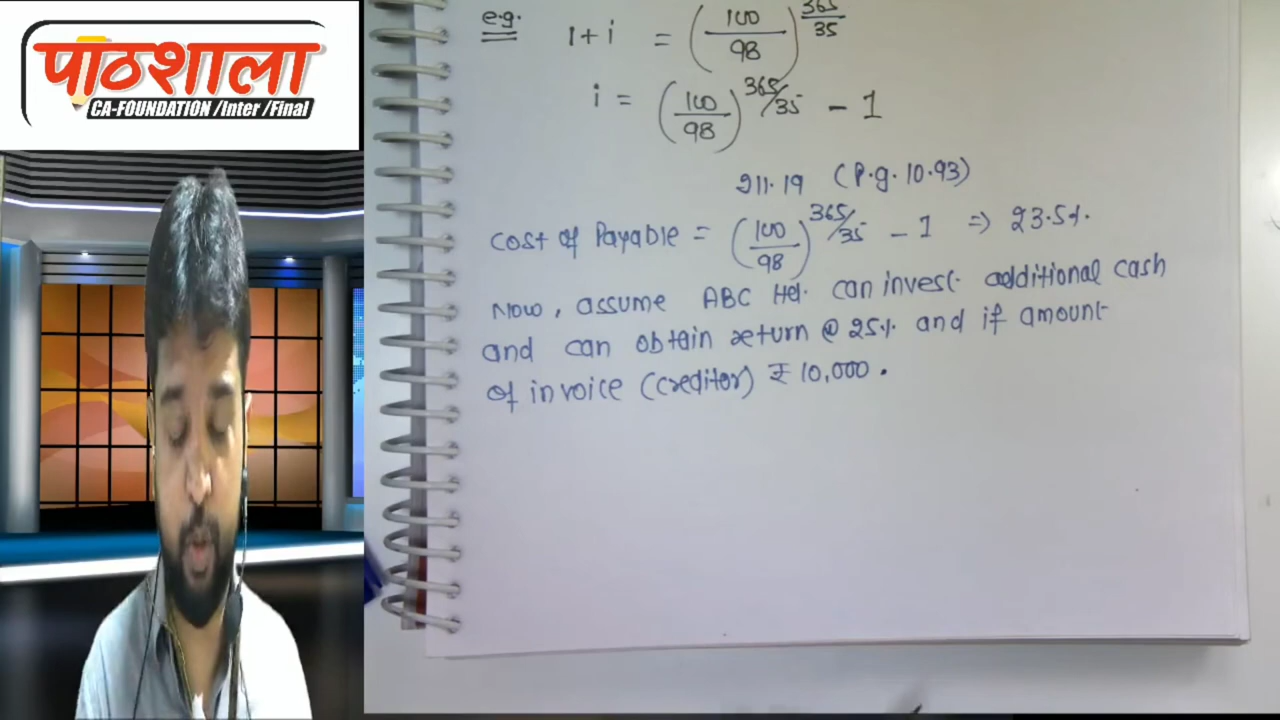 पाठशाला
CA-FOUNDATION /Inter /Final
e.g. 1+i = (100/98)^365/35
i = (100/98)^365/35 - 1
211.19 (P.g. 10.93)
Cost of Payable = (100/98)^365/35 - 1 => 23.5%.
Now, assume ABC Ltd. can invest additional cash
and can obtain return @ 25%. and if amount
of invoice (creditor) ₹ 10,000.